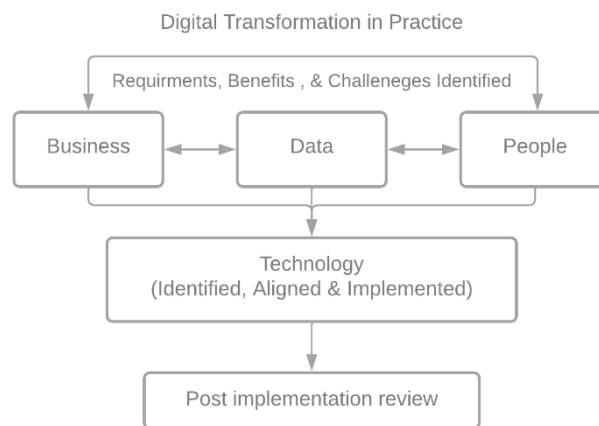 Digital Transformation in Practice
Requirments, Benefits , & Challeneges Identified
Business
Data
People
Technology
(Identified, Aligned & Implemented)
Post implementation review